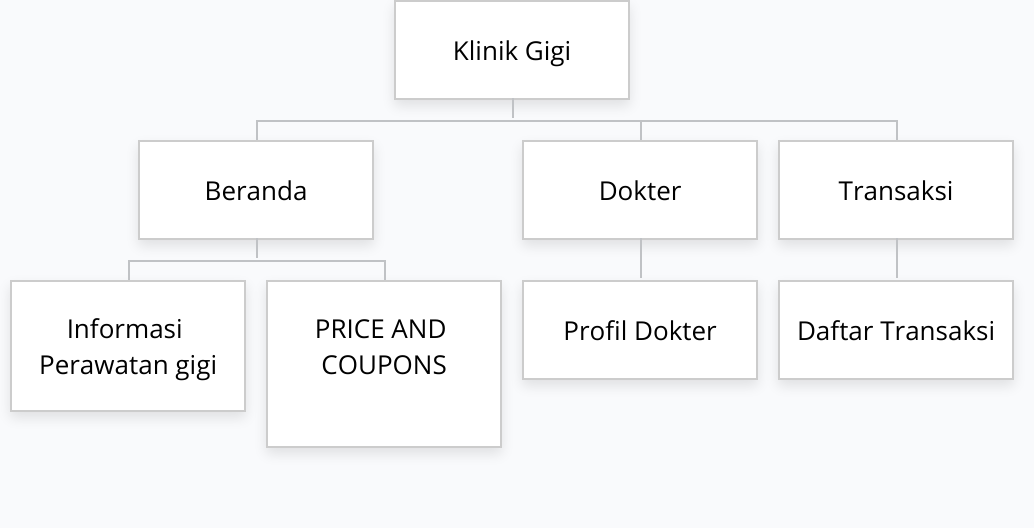 Klinik Gigi
Beranda
Dokter
Transaksi
Informasi
Perawatan gigi
PRICE AND
COUPONS
Profil Dokter
Daftar Transaksi